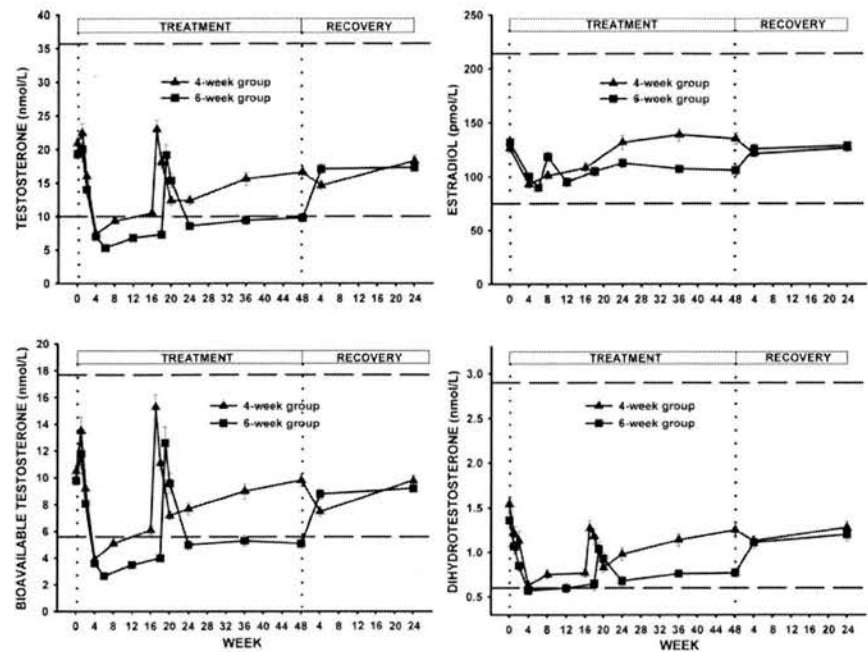 TREATMENT RECOVERY
TESTOSTERONE (nmol/L)
40
35
30
25
20
15
10
5
0
4-week group
6-week group
0 4 8 12 16 20 24 28 32 36 40 44 48 4 8 12 16 20 24
TREATMENT RECOVERY
ESTRADIOL (pmol/L)
250
200
150
100
50
0
4-week group
6-week group
0 4 8 12 16 20 24 28 32 36 40 44 48 4 8 12 16 20 24
TREATMENT RECOVERY
BIOAVAILABLE TESTOSTERONE (nmol/L)
20
18
16
14
12
10
8
6
4
2
0
4-week group
6-week group
0 4 8 12 16 20 24 28 32 36 40 44 48 4 8 12 16 20 24
WEEK
TREATMENT RECOVERY
DIHYDROTESTOSTERONE (nmol/L)
3.0
2.5
2.0
1.5
1.0
0.5
4-week group
6-week group
0 4 8 12 16 20 24 28 32 36 40 44 48 4 8 12 16 20 24
WEEK